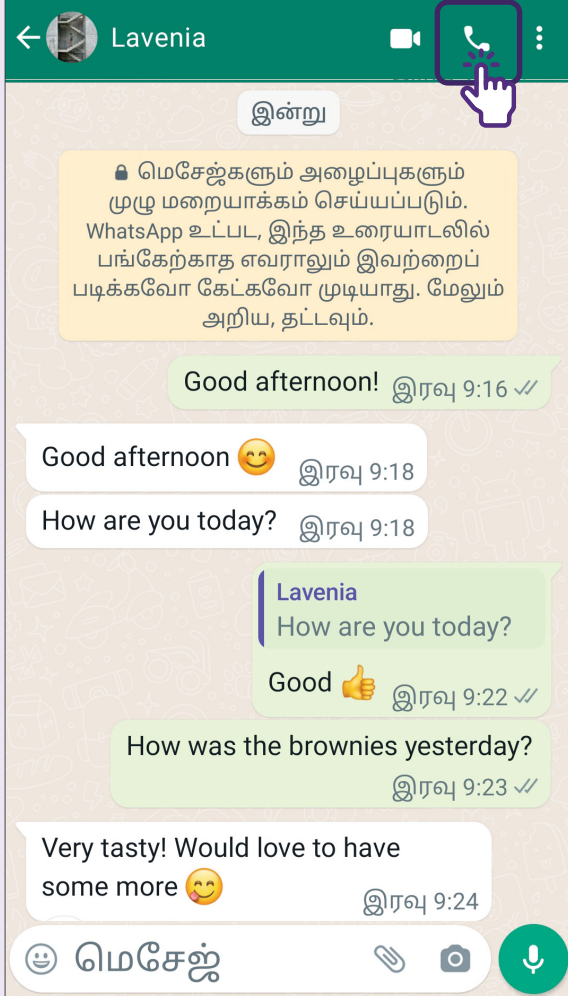 Lavenia
இன்று
மெசேஜ்களும் அழைப்புகளும்
முழு மறையாக்கம் செய்யப்படும்.
WhatsApp உட்பட, இந்த உரையாடலில்
பங்கேற்காத எவராலும் இவற்றைப்
படிக்கவோ கேட்கவோ முடியாது. மேலும்
அறிய, தட்டவும்.
Good afternoon! இரவு 9:16
Good afternoon 😊 இரவு 9:18
How are you today? இரவு 9:18
Lavenia
How are you today?
Good 👍 இரவு 9:22
How was the brownies yesterday?
இரவு 9:23
Very tasty! Would love to have
some more 😋 இரவு 9:24
மெசேஜ்